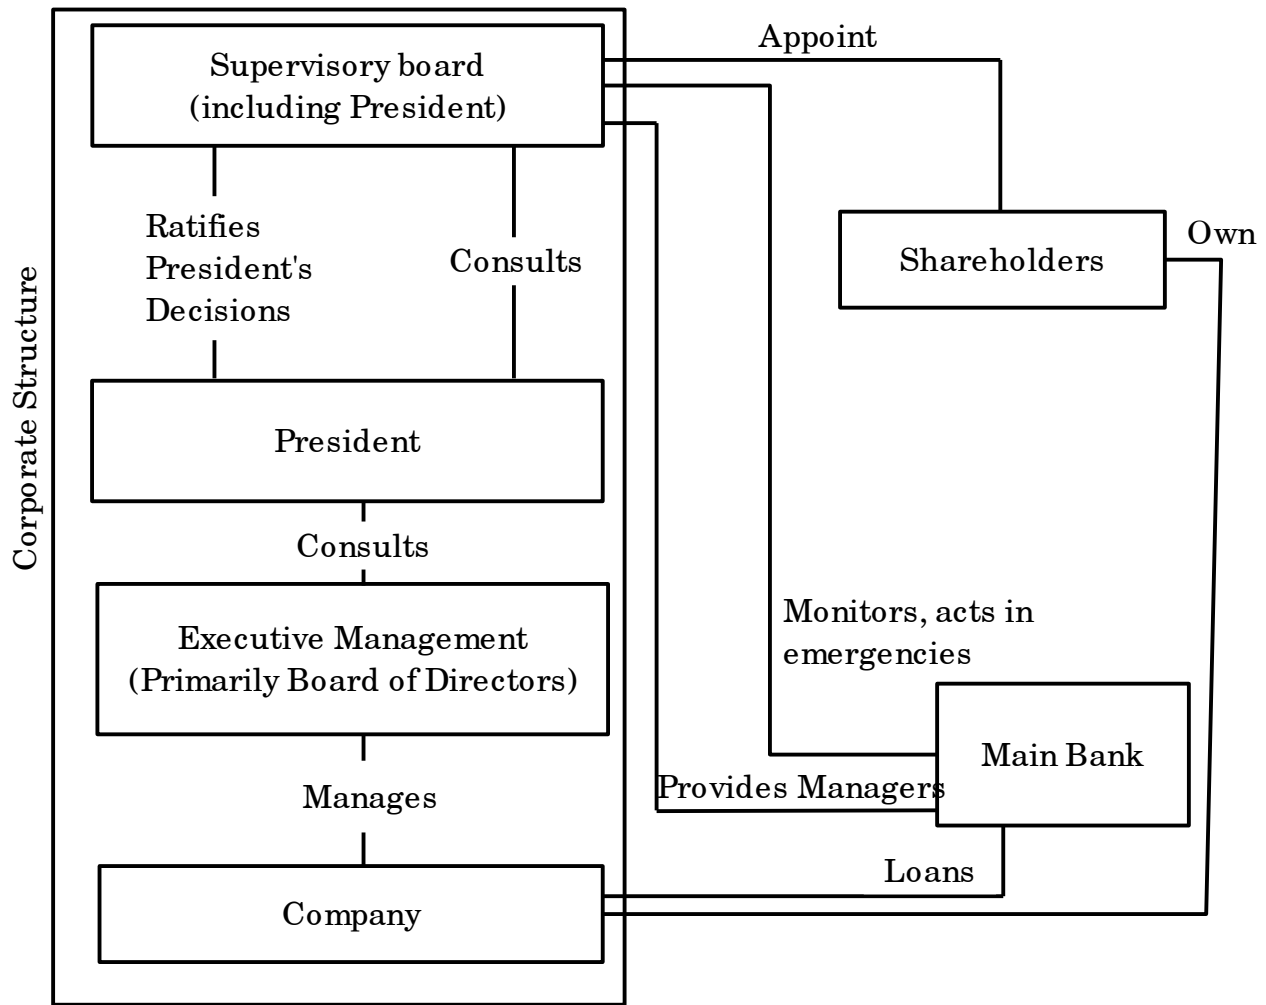 Appoint
Supervisory board
(including President)
Own
Shareholders
Ratifies
President's
Decisions
Consults
Corporate Structure
President
Consults
Executive Management
(Primarily Board of Directors)
Monitors, acts in
emergencies
Main Bank
Provides Managers
Manages
Loans
Company